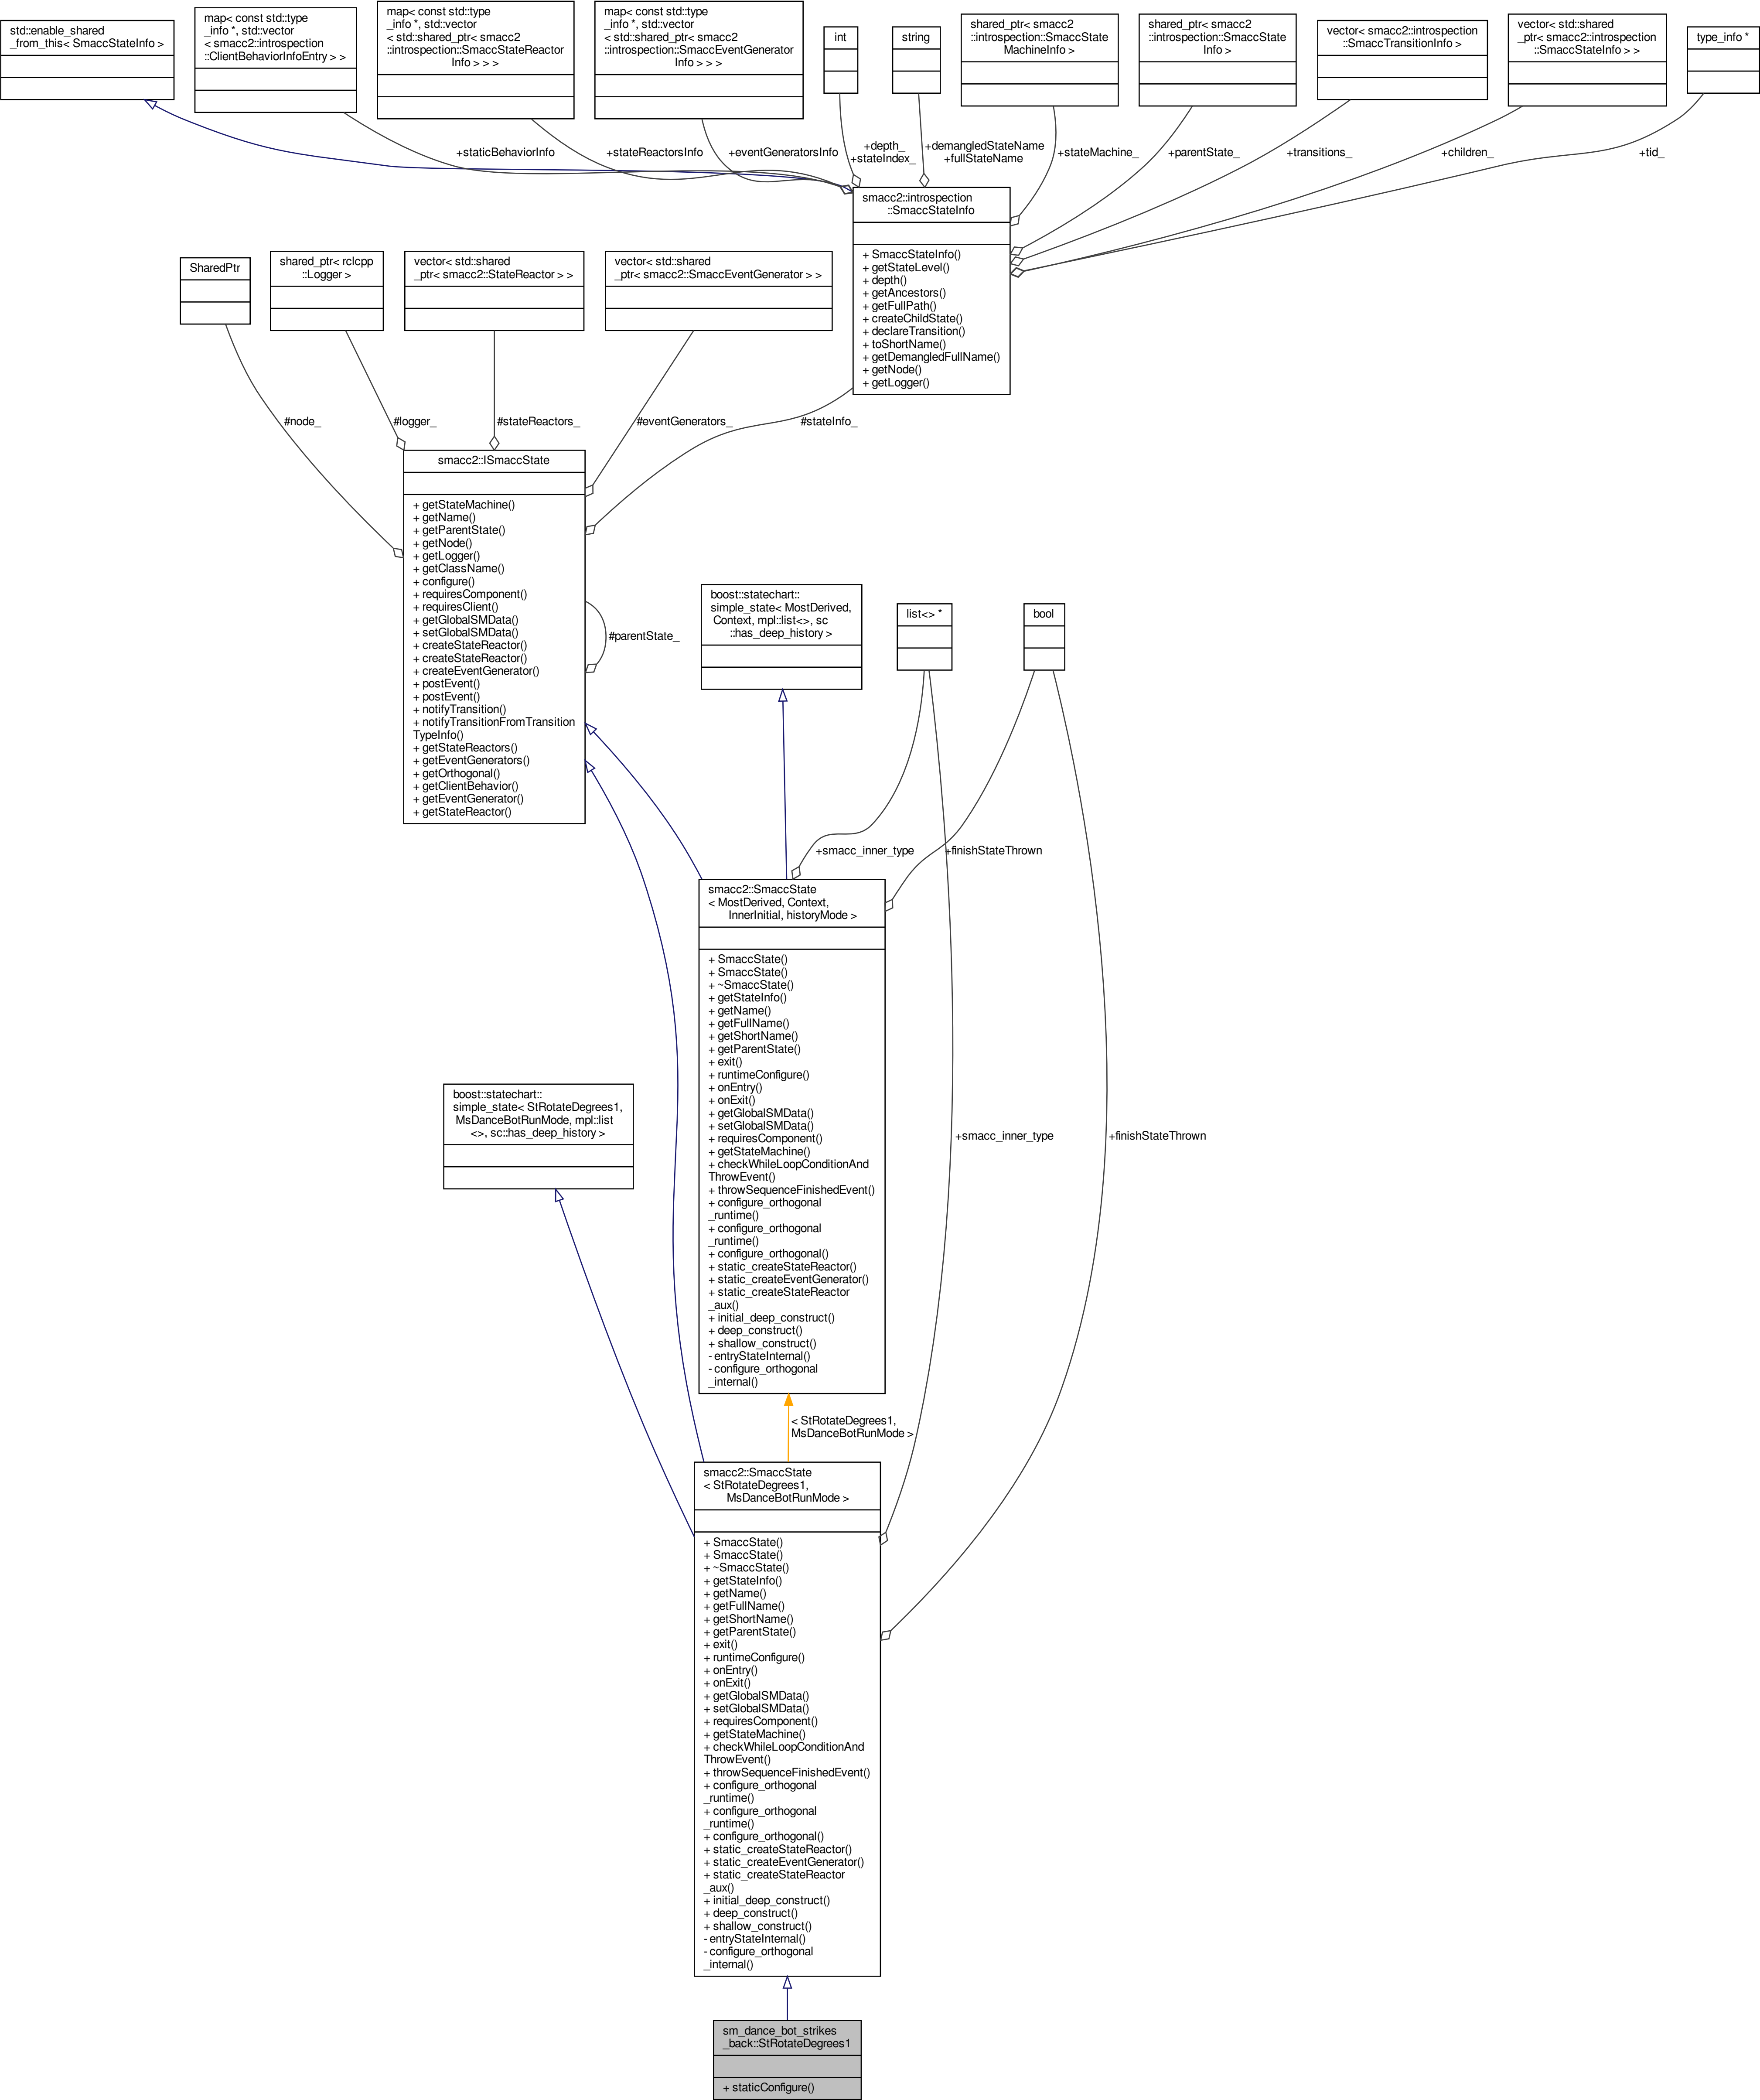 std::enable_shared
_from_this< SmaccStateInfo >
map< const std::type
_info *, std::vector
< smacc2::introspection
::ClientBehaviorInfoEntry > >
map< const std::type
_info *, std::vector
< std::shared_ptr< smacc2
::introspection::SmaccStateReactor
Info > > >
map< const std::type
_info *, std::vector
< std::shared_ptr< smacc2
::introspection::SmaccEventGenerator
Info > > >
int
string
shared_ptr< smacc2
::introspection::SmaccState
MachineInfo >
shared_ptr< smacc2
::introspection::SmaccState
Info >
vector< smacc2::introspection
::SmaccTransitionInfo >
vector< std::shared
_ptr< smacc2::introspection
::SmaccStateInfo > >
type_info *
+staticBehaviorInfo
+stateReactorsInfo
+eventGeneratorsInfo
+depth_
+stateIndex_
+demangledStateName
+fullStateName
+stateMachine_
+parentState_
+transitions_
+children_
+tid_
smacc2::introspection
::SmaccStateInfo
+ SmaccStateInfo()
+ getStateLevel()
+ depth()
+ getAncestors()
+ getFullPath()
+ createChildState()
+ declareTransition()
+ toShortName()
+ getDemangledFullName()
+ getNode()
+ getLogger()
SharedPtr
shared_ptr< rclcpp
::Logger >
vector< std::shared
_ptr< smacc2::StateReactor > >
vector< std::shared
_ptr< smacc2::SmaccEventGenerator > >
#node_
#logger_
#stateReactors_
#eventGenerators_
#stateInfo_
smacc2::ISmaccState
+ getStateMachine()
+ getName()
+ getParentState()
+ getNode()
+ getLogger()
+ getClassName()
+ configure()
+ requiresComponent()
+ requiresClient()
+ getGlobalSMData()
+ setGlobalSMData()
+ createStateReactor()
+ createStateReactor()
+ createEventGenerator()
+ postEvent()
+ postEvent()
+ notifyTransition()
+ notifyTransitionFromTransition
TypeInfo()
+ getStateReactors()
+ getEventGenerators()
+ getOrthogonal()
+ getClientBehavior()
+ getEventGenerator()
+ getStateReactor()
#parentState_
boost::statechart::
simple_state< MostDerived,
Context, mpl::list<>, sc
::has_deep_history >
list<> *
bool
+smacc_inner_type
+finishStateThrown
smacc2::SmaccState
< MostDerived, Context,
InnerInitial, historyMode >
+ SmaccState()
+ SmaccState()
+ ~SmaccState()
+ getStateInfo()
+ getName()
+ getFullName()
+ getShortName()
+ getParentState()
+ exit()
+ runtimeConfigure()
+ onEntry()
+ onExit()
+ getGlobalSMData()
+ setGlobalSMData()
+ requiresComponent()
+ getStateMachine()
+ checkWhileLoopConditionAnd
ThrowEvent()
+ throwSequenceFinishedEvent()
+ configure_orthogonal
_runtime()
+ configure_orthogonal
_runtime()
+ configure_orthogonal()
+ static_createStateReactor()
+ static_createEventGenerator()
+ static_createStateReactor
_aux()
+ initial_deep_construct()
+ deep_construct()
+ shallow_construct()
- entryStateInternal()
- configure_orthogonal
_internal()
boost::statechart::
simple_state< StRotateDegrees1,
MsDanceBotRunMode, mpl::list
<>, sc::has_deep_history >
+smacc_inner_type
+finishStateThrown
< StRotateDegrees1,
MsDanceBotRunMode >
smacc2::SmaccState
< StRotateDegrees1,
MsDanceBotRunMode >
+ SmaccState()
+ SmaccState()
+ ~SmaccState()
+ getStateInfo()
+ getName()
+ getFullName()
+ getShortName()
+ getParentState()
+ exit()
+ runtimeConfigure()
+ onEntry()
+ onExit()
+ getGlobalSMData()
+ setGlobalSMData()
+ requiresComponent()
+ getStateMachine()
+ checkWhileLoopConditionAnd
ThrowEvent()
+ throwSequenceFinishedEvent()
+ configure_orthogonal
_runtime()
+ configure_orthogonal
_runtime()
+ configure_orthogonal()
+ static_createStateReactor()
+ static_createEventGenerator()
+ static_createStateReactor
_aux()
+ initial_deep_construct()
+ deep_construct()
+ shallow_construct()
- entryStateInternal()
- configure_orthogonal
_internal()
sm_dance_bot_strikes
_back::StRotateDegrees1
+ staticConfigure()